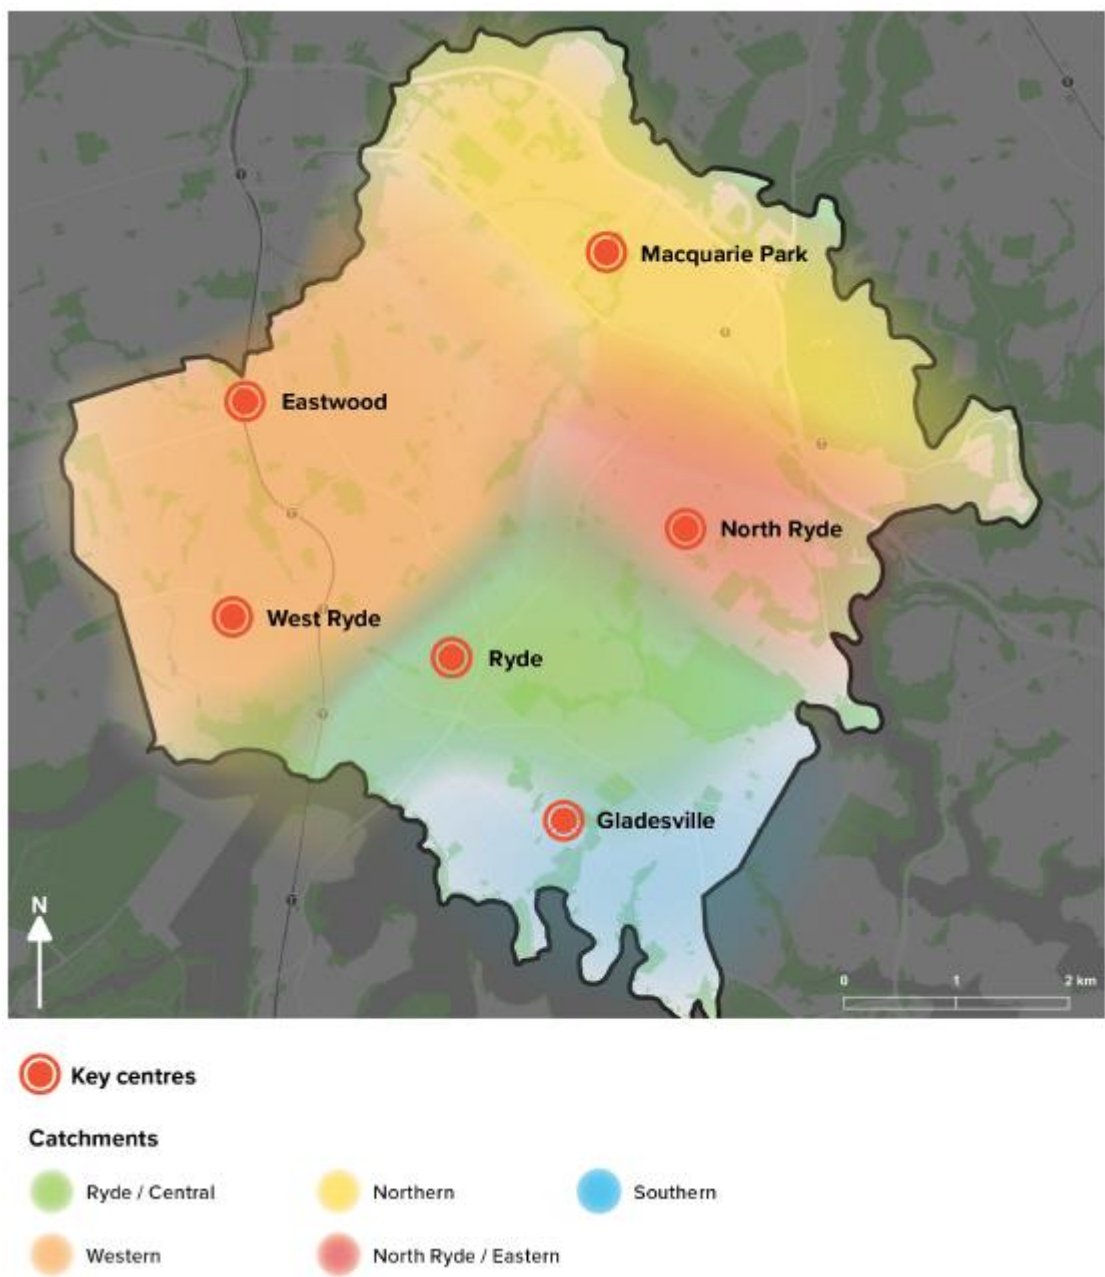 Macquarie Park
Eastwood
North Ryde
West Ryde
Ryde
Gladesville
N
0 1 2 km
Key centres
Catchments
Ryde / Central
Northern
Southern
Western
North Ryde / Eastern